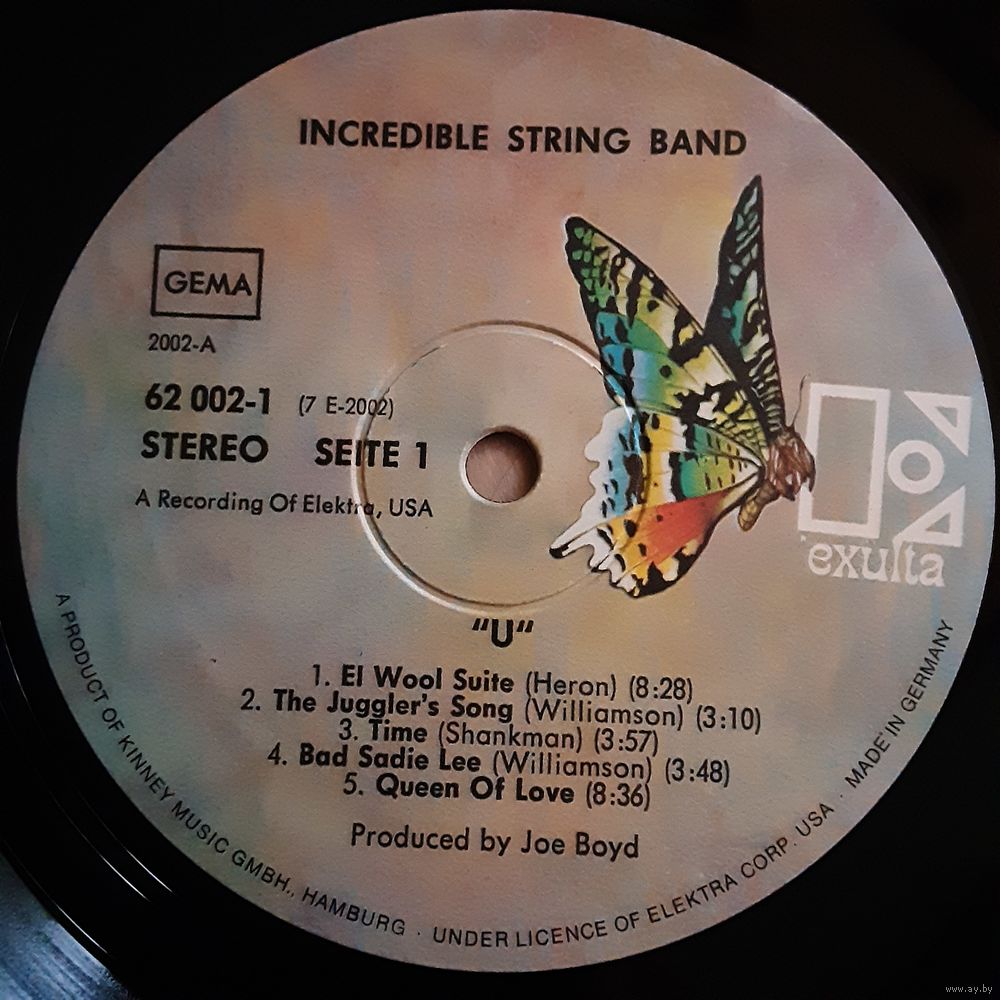 INCREDIBLE STRING BAND
GEMA
2002-A
62 002-1 (7 E-2002)
STEREO SEITE 1
A Recording Of Elektra, USA
exulta
"U"
1. El Wool Suite (Heron) (8:28)
2. The Juggler's Song (Williamson) (3:10)
3. Time (Shankman) (3:57)
4. Bad Sadie Lee (Williamson) (3:48)
5. Queen Of Love (8:36)
Produced by Joe Boyd
A PRODUCT OF KINNEY MUSIC GMBH., HAMBURG · UNDER LICENCE OF ELEKTRA CORP. USA · MADE IN GERMANY
www.ay.by